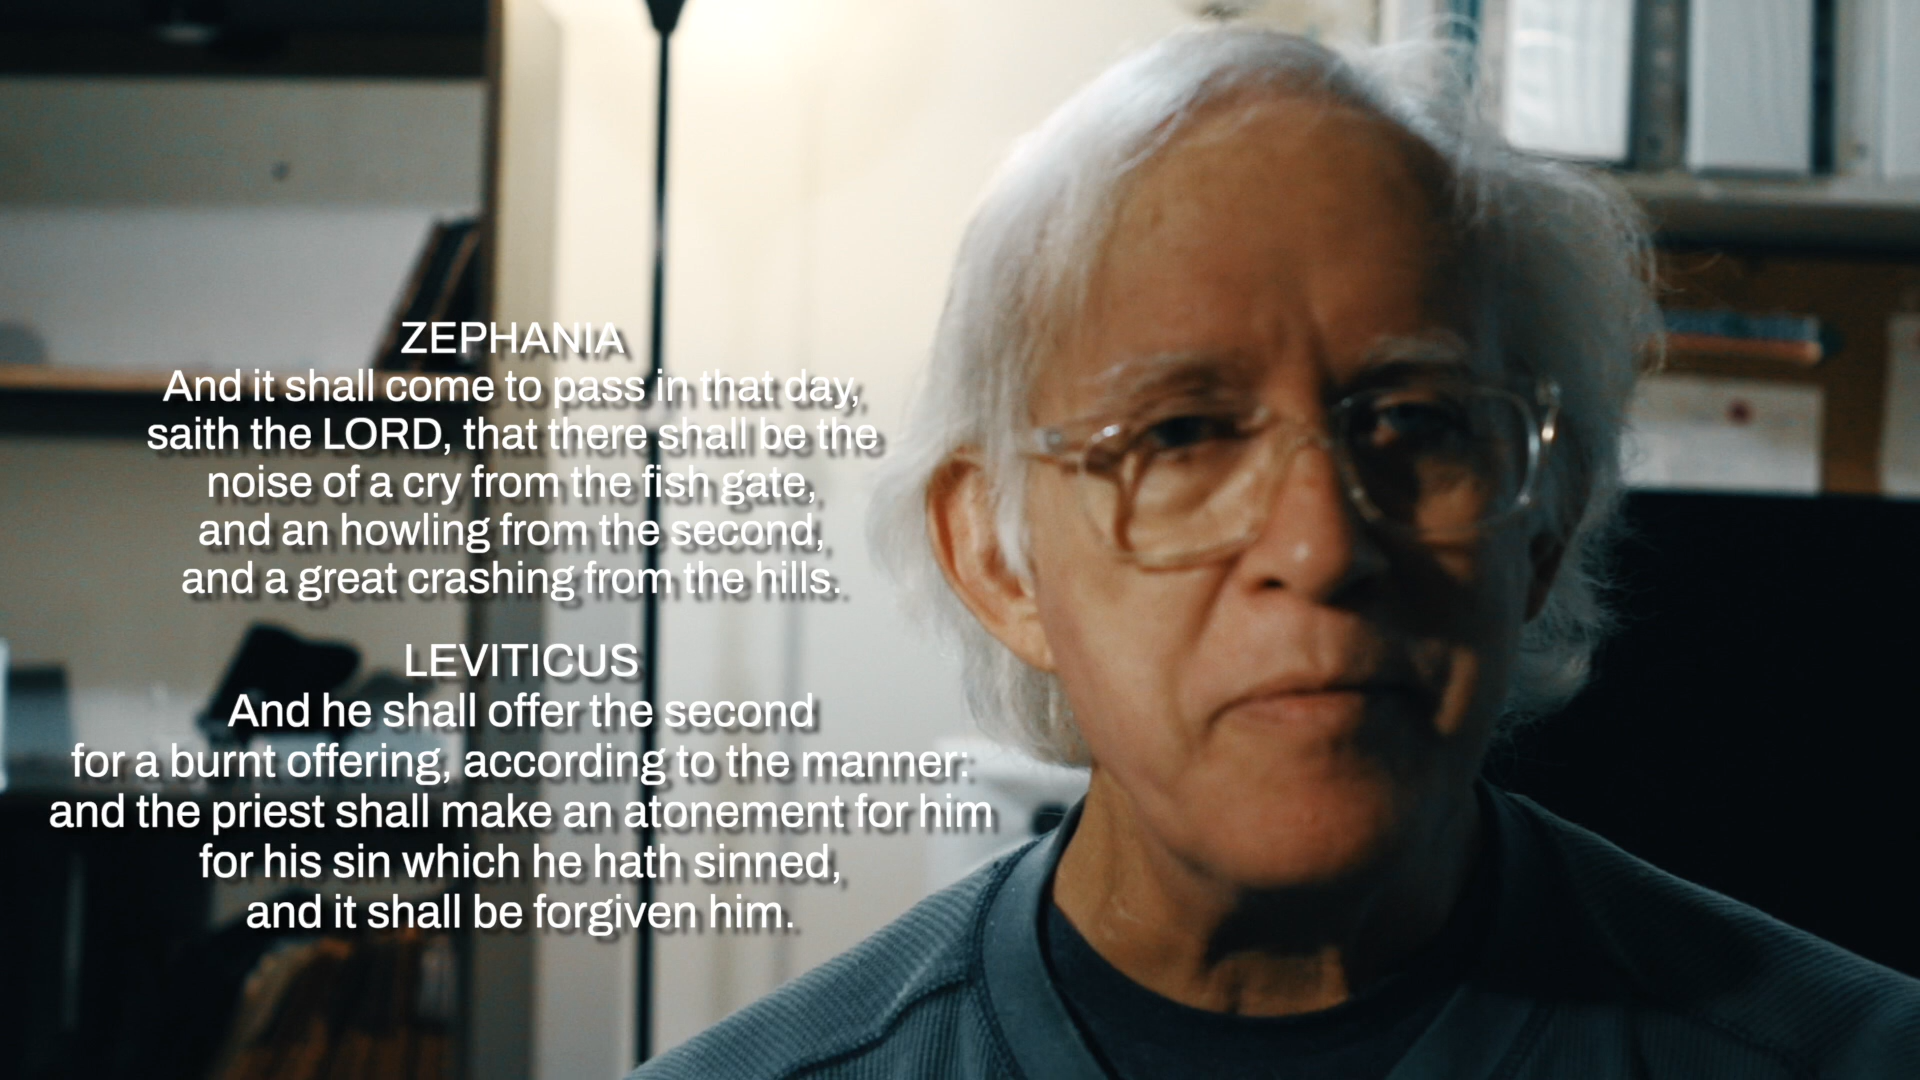 ZEPHANIA
And it shall come to pass in that day,
saith the LORD, that there shall be the
noise of a cry from the fish gate,
and an howling from the second,
and a great crashing from the hills.
LEVITICUS
And he shall offer the second
for a burnt offering, according to the manner:
and the priest shall make an atonement for him
for his sin which he hath sinned,
and it shall be forgiven him.